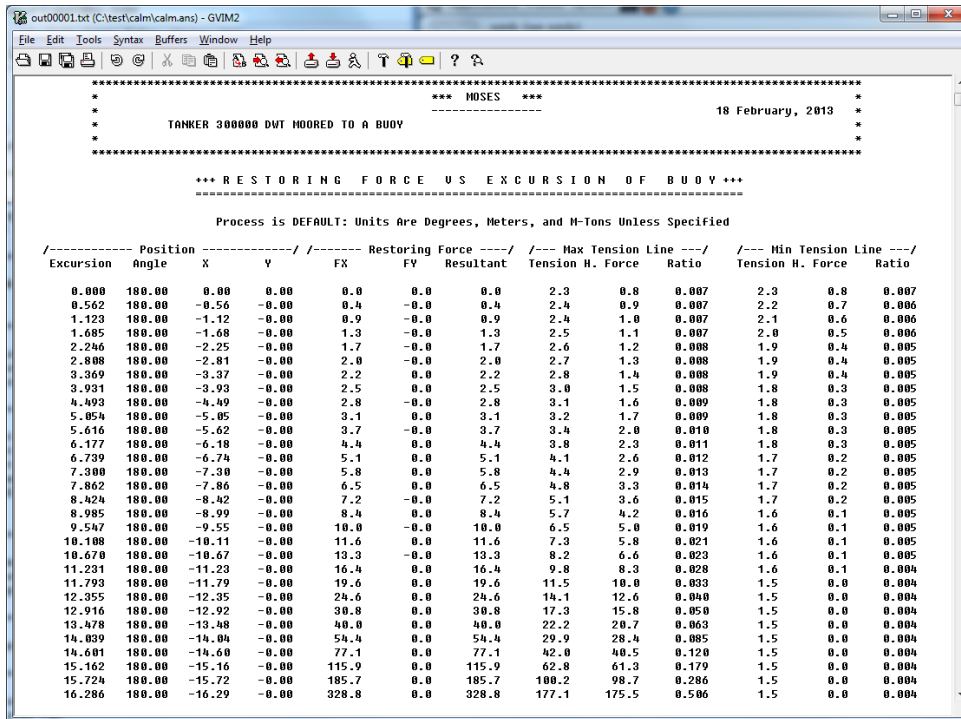 out00001.txt (C:\test\calm\calm.ans) - GVIM2
File Edit Tools Syntax Buffers Window Help
*** MOSES ***
18 February, 2013
TANKER 300000 DWT MOORED TO A BUOY
+++ R E S T O R I N G F O R C E V S E X C U R S I O N O F B U O Y +++
Process is DEFAULT: Units Are Degrees, Meters, and M-Tons Unless Specified
/------------ Position -------------/ /------- Restoring Force ----/ /--- Max Tension Line ---/ /--- Min Tension Line ---/
Excursion Angle X Y FX FY Resultant Tension H. Force Ratio Tension H. Force Ratio
0.000 180.00 0.00 0.00 0.0 0.0 0.0 2.3 0.8 0.007 2.3 0.8 0.007
0.562 180.00 -0.56 -0.00 0.4 -0.0 0.4 2.4 0.9 0.007 2.2 0.7 0.006
1.123 180.00 -1.12 -0.00 0.9 -0.0 0.9 2.4 1.0 0.007 2.1 0.6 0.006
1.685 180.00 -1.68 -0.00 1.3 -0.0 1.3 2.5 1.1 0.007 2.0 0.5 0.006
2.246 180.00 -2.25 -0.00 1.7 -0.0 1.7 2.6 1.2 0.008 1.9 0.4 0.005
2.808 180.00 -2.81 -0.00 2.0 -0.0 2.0 2.7 1.3 0.008 1.9 0.4 0.005
3.369 180.00 -3.37 -0.00 2.2 0.0 2.2 2.8 1.4 0.008 1.9 0.4 0.005
3.931 180.00 -3.93 -0.00 2.5 0.0 2.5 3.0 1.5 0.008 1.8 0.3 0.005
4.493 180.00 -4.49 -0.00 2.8 -0.0 2.8 3.1 1.6 0.009 1.8 0.3 0.005
5.054 180.00 -5.05 -0.00 3.1 0.0 3.1 3.2 1.7 0.009 1.8 0.3 0.005
5.616 180.00 -5.62 -0.00 3.7 -0.0 3.7 3.4 2.0 0.010 1.8 0.3 0.005
6.177 180.00 -6.18 -0.00 4.4 0.0 4.4 3.8 2.3 0.011 1.8 0.3 0.005
6.739 180.00 -6.74 -0.00 5.1 0.0 5.1 4.1 2.6 0.012 1.7 0.2 0.005
7.300 180.00 -7.30 -0.00 5.8 0.0 5.8 4.4 2.9 0.013 1.7 0.2 0.005
7.862 180.00 -7.86 -0.00 6.5 0.0 6.5 4.8 3.3 0.014 1.7 0.2 0.005
8.424 180.00 -8.42 -0.00 7.2 -0.0 7.2 5.1 3.6 0.015 1.7 0.2 0.005
8.985 180.00 -8.99 -0.00 8.4 0.0 8.4 5.7 4.2 0.016 1.6 0.1 0.005
9.547 180.00 -9.55 -0.00 10.0 -0.0 10.0 6.5 5.0 0.019 1.6 0.1 0.005
10.108 180.00 -10.11 -0.00 11.6 0.0 11.6 7.3 5.8 0.021 1.6 0.1 0.005
10.670 180.00 -10.67 -0.00 13.3 -0.0 13.3 8.2 6.6 0.023 1.6 0.1 0.005
11.231 180.00 -11.23 -0.00 16.4 0.0 16.4 9.8 8.3 0.028 1.6 0.1 0.004
11.793 180.00 -11.79 -0.00 19.6 0.0 19.6 11.5 10.0 0.033 1.5 0.0 0.004
12.355 180.00 -12.35 -0.00 24.6 0.0 24.6 14.1 12.6 0.040 1.5 0.0 0.004
12.916 180.00 -12.92 -0.00 30.8 0.0 30.8 17.3 15.8 0.050 1.5 0.0 0.004
13.478 180.00 -13.48 -0.00 40.0 0.0 40.0 22.2 20.7 0.063 1.5 0.0 0.004
14.039 180.00 -14.04 -0.00 54.4 0.0 54.4 29.9 28.4 0.085 1.5 0.0 0.004
14.601 180.00 -14.60 -0.00 77.1 0.0 77.1 42.0 40.5 0.120 1.5 0.0 0.004
15.162 180.00 -15.16 -0.00 115.9 0.0 115.9 62.8 61.3 0.179 1.5 0.0 0.004
15.724 180.00 -15.72 -0.00 185.7 0.0 185.7 100.2 98.7 0.286 1.5 0.0 0.004
16.286 180.00 -16.29 -0.00 328.8 0.0 328.8 177.1 175.5 0.506 1.5 0.0 0.004